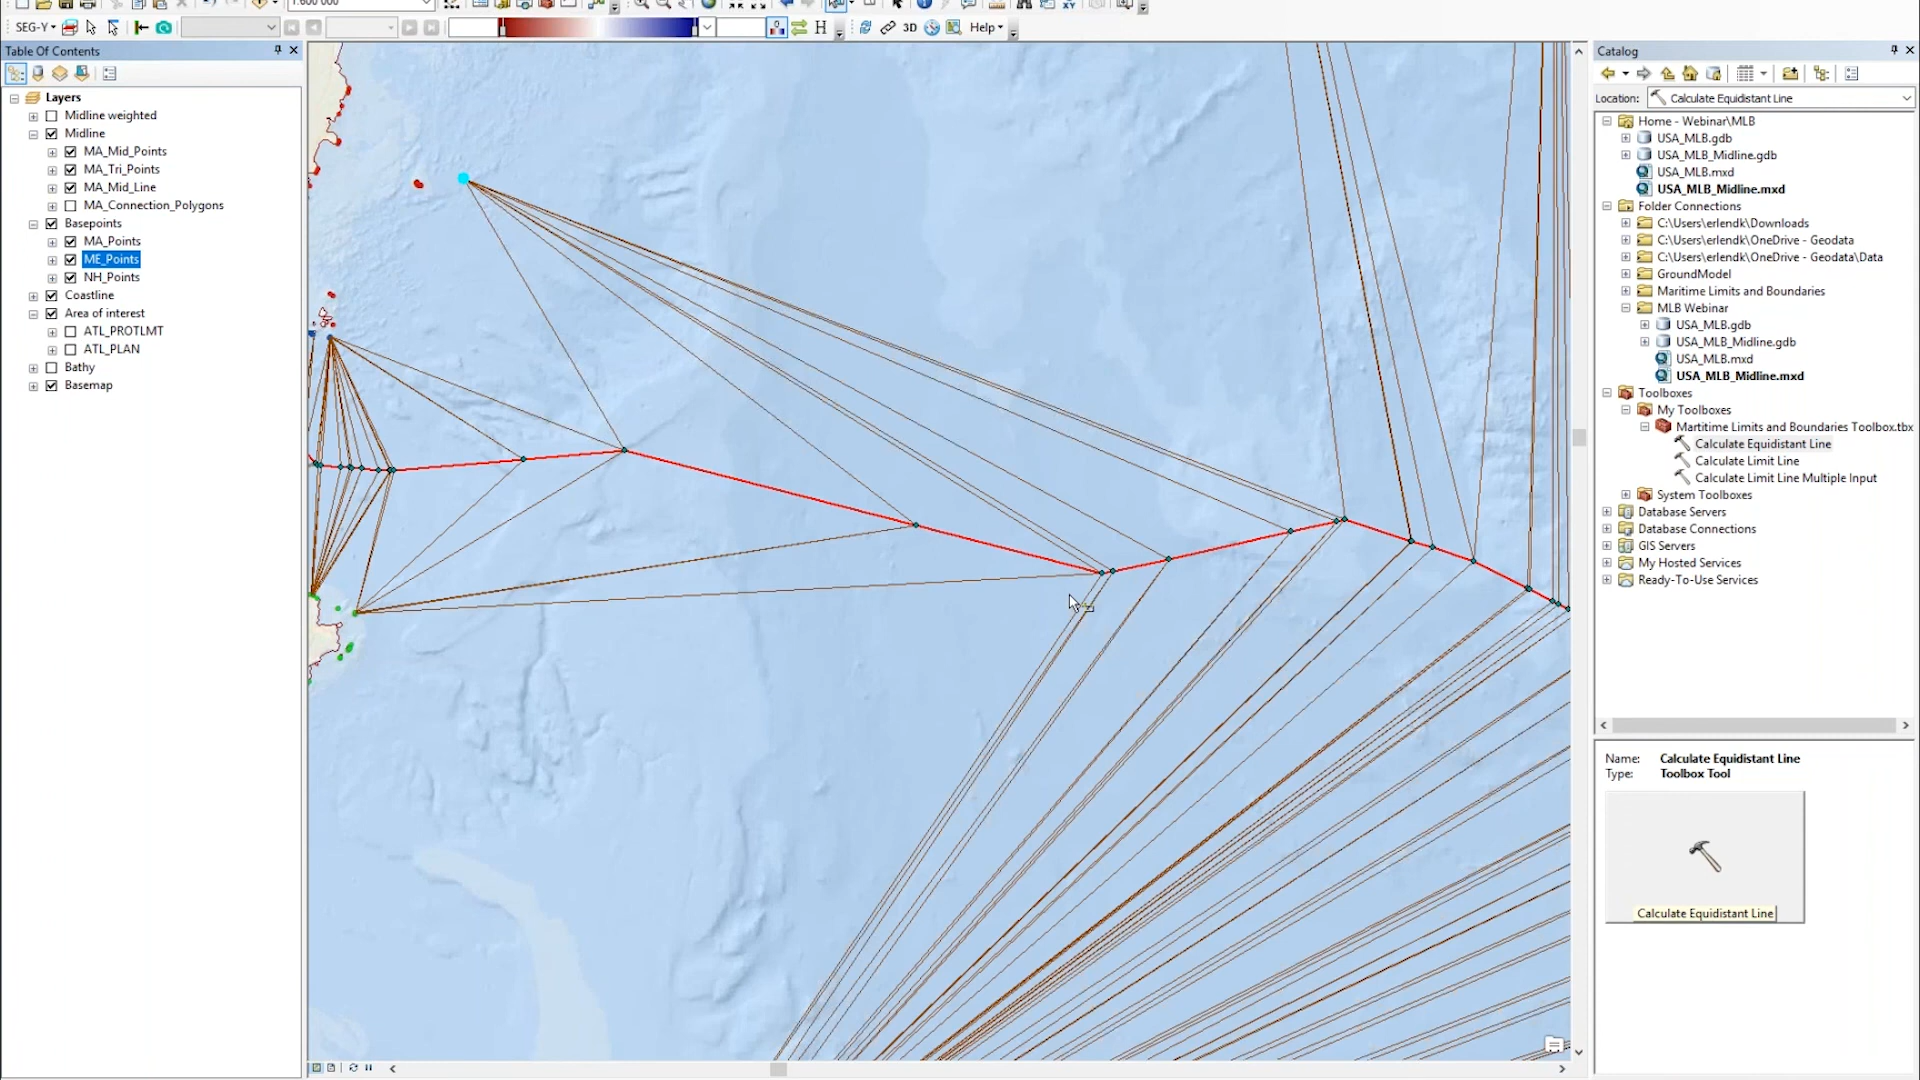 1:600 000
SEG-Y
H
3D
Help
Table Of Contents
Layers
Midline weighted
Midline
MA_Mid_Points
MA_Tri_Points
MA_Mid_Line
MA_Connection_Polygons
Basepoints
MA_Points
ME_Points
NH_Points
Coastline
Area of interest
ATL_PROTLMT
ATL_PLAN
Bathy
Basemap
Catalog
Location: Calculate Equidistant Line
Home - Webinar\MLB
USA_MLB.gdb
USA_MLB_Midline.gdb
USA_MLB.mxd
USA_MLB_Midline.mxd
Folder Connections
C:\Users\erlendk\Downloads
C:\Users\erlendk\OneDrive - Geodata
C:\Users\erlendk\OneDrive - Geodata\Data
GroundModel
Maritime Limits and Boundaries
MLB Webinar
USA_MLB.gdb
USA_MLB_Midline.gdb
USA_MLB.mxd
USA_MLB_Midline.mxd
Toolboxes
My Toolboxes
Martitime Limits and Boundaries Toolbox.tbx
Calculate Equidistant Line
Calculate Limit Line
Calculate Limit Line Multiple Input
System Toolboxes
Database Servers
Database Connections
GIS Servers
My Hosted Services
Ready-To-Use Services
Name: Calculate Equidistant Line
Type: Toolbox Tool
Calculate Equidistant Line